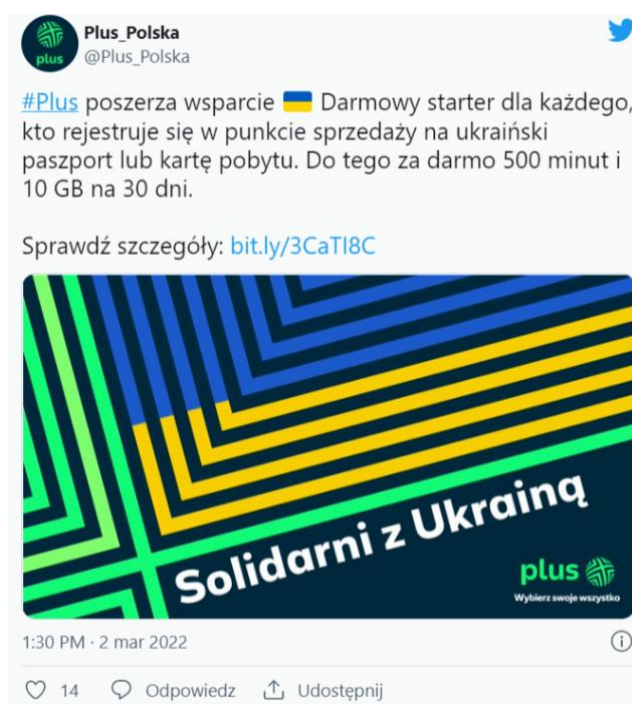 Plus_Polska
@Plus_Polska
#Plus poszerza wsparcie 🇺🇦 Darmowy starter dla każdego,
kto rejestruje się w punkcie sprzedaży na ukraiński
paszport lub kartę pobytu. Do tego za darmo 500 minut i
10 GB na 30 dni.
Sprawdź szczegóły: bit.ly/3CaTI8C
Solidarni z Ukrainą
plus
Wybierz swoje wszystko
1:30 PM · 2 mar 2022
14 Odpowiedz Udostępnij